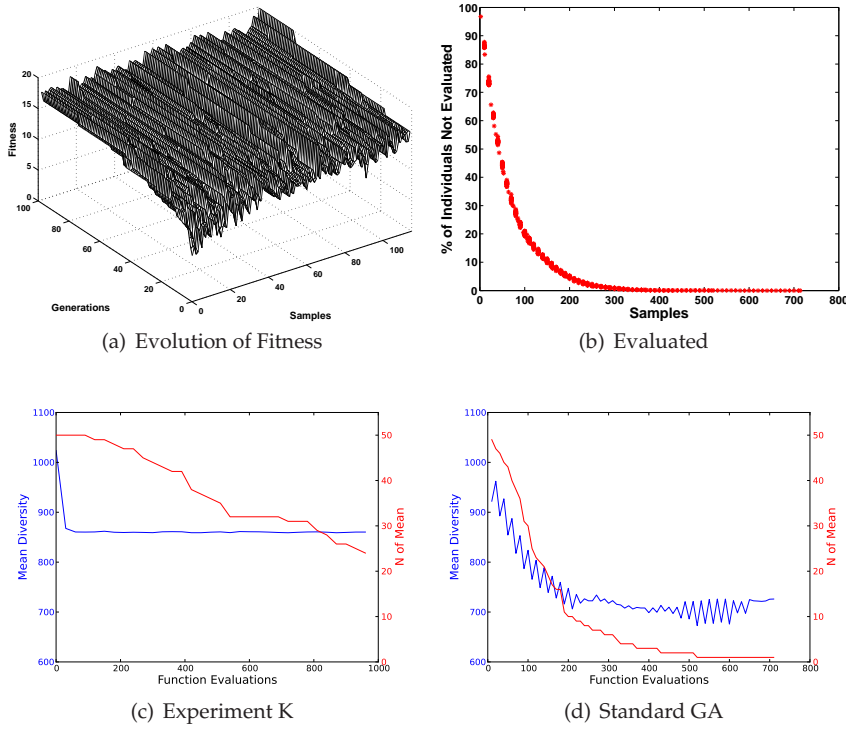 20
15
10
5
0
Fitness
100
80
60
40
20
0
Generations
0
20
40
60
80
100
Samples
(a) Evolution of Fitness
100
90
80
70
60
50
40
30
20
10
0
% of Individuals Not Evaluated
0 100 200 300 400 500 600 700 800
Samples
(b) Evaluated
1100
1000
900
800
700
600
Mean Diversity
50
40
30
20
10
0
N of Mean
0 200 400 600 800 1000
Function Evaluations
(c) Experiment K
1100
1000
900
800
700
600
Mean Diversity
50
40
30
20
10
0
N of Mean
0 100 200 300 400 500 600 700 800
Function Evaluations
(d) Standard GA